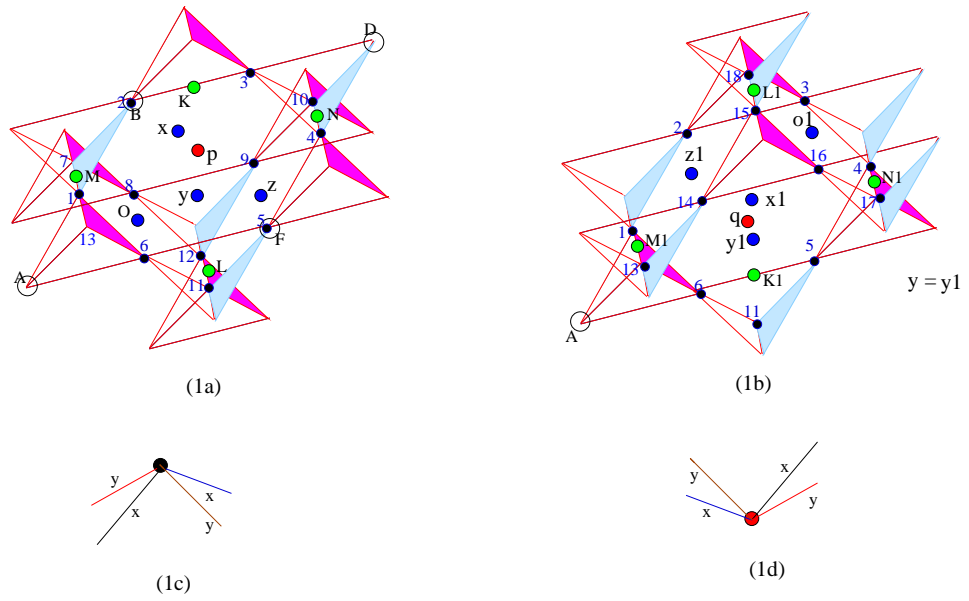 D
3
2
B
K
10
N
4
x
p
7
M
9
8
1
y
z
O
13
6
5
F
12
L
11
A
(1a)
18
L1
3
15
o1
2
z1
16
4
N1
x1
17
14
q
1
M1
y1
13
5
K1
6
11
A
y = y1
(1b)
y
x
x
y
(1c)
y
x
x
y
(1d)